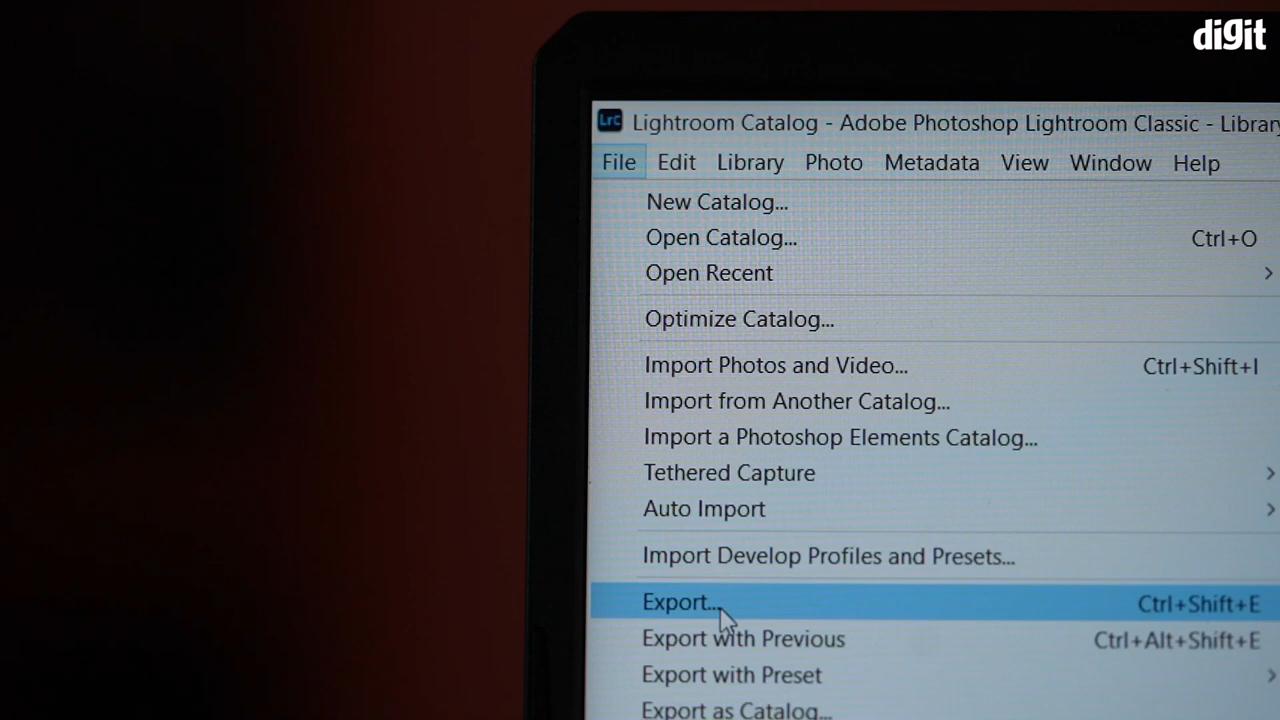 digit
Lrc Lightroom Catalog - Adobe Photoshop Lightroom Classic - Library
File Edit Library Photo Metadata View Window Help
New Catalog...
Open Catalog... Ctrl+O
Open Recent >
Optimize Catalog...
Import Photos and Video... Ctrl+Shift+I
Import from Another Catalog...
Import a Photoshop Elements Catalog...
Tethered Capture >
Auto Import >
Import Develop Profiles and Presets...
Export... Ctrl+Shift+E
Export with Previous Ctrl+Alt+Shift+E
Export with Preset >
Export as Catalog...